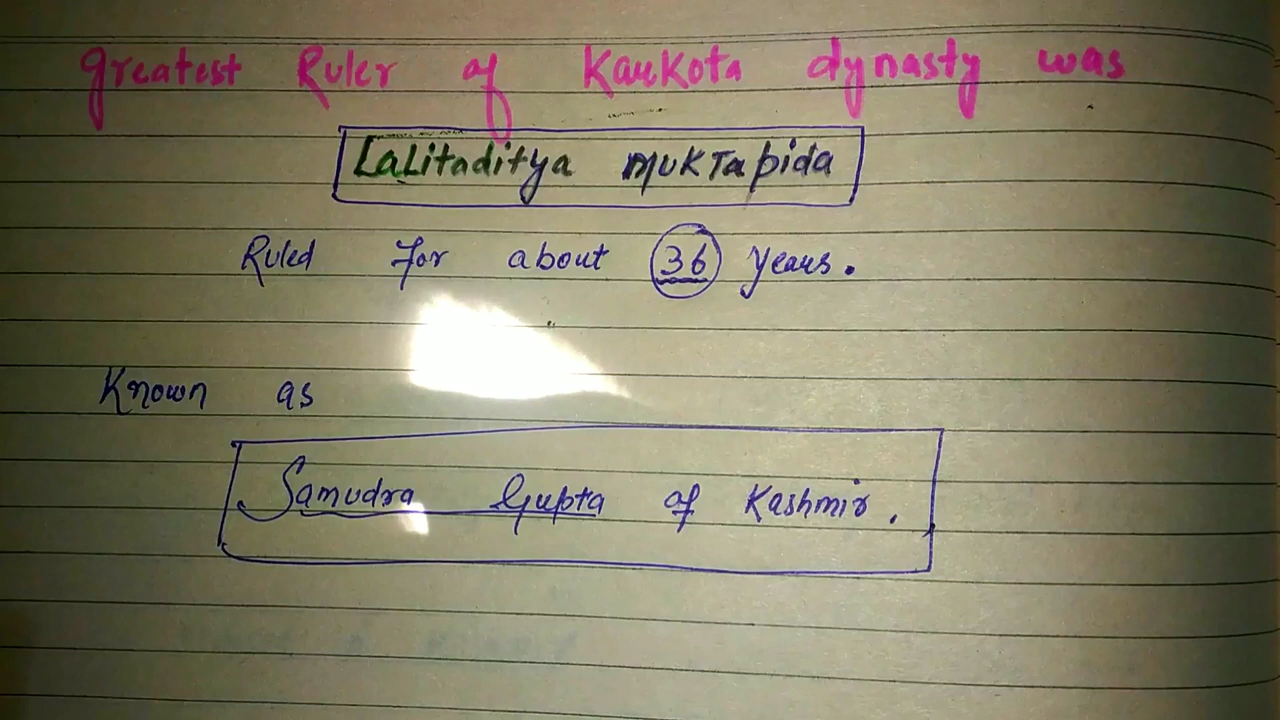 greatest Ruler of Karkota dynasty was
Lalitaditya muktapida
Ruled for about 36 years.
Known as
Samudra Gupta of Kashmir.